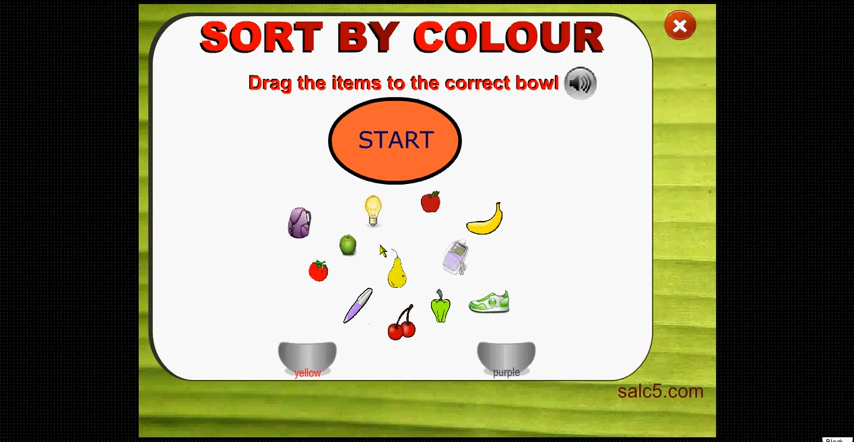 SORT BY COLOUR
Drag the items to the correct bowl
START
yellow
purple
salc5.com